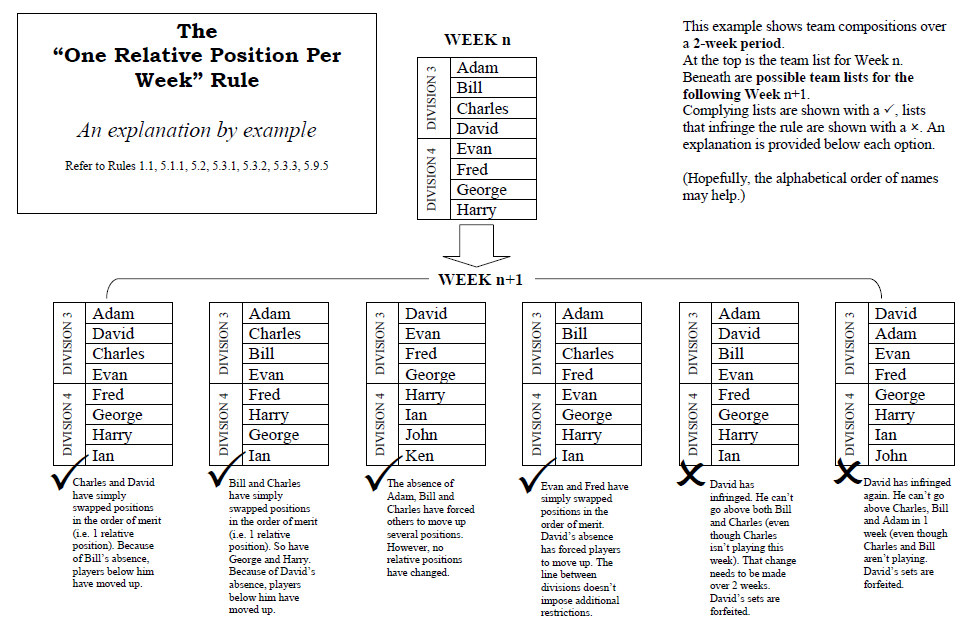 The
“One Relative Position Per
Week” Rule
An explanation by example
Refer to Rules 1.1, 5.1.1, 5.2, 5.3.1, 5.3.2, 5.3.3, 5.9.5
WEEK n
DIVISION 3
Adam
Bill
Charles
David
DIVISION 4
Evan
Fred
George
Harry
This example shows team compositions over
a 2-week period.
At the top is the team list for Week n.
Beneath are possible team lists for the
following Week n+1.
Complying lists are shown with a ✓, lists
that infringe the rule are shown with a ×. An
explanation is provided below each option.
(Hopefully, the alphabetical order of names
may help.)
WEEK n+1
DIVISION 3
Adam
David
Charles
Evan
DIVISION 4
Fred
George
Harry
Ian
Charles and David
have simply
swapped positions
in the order of merit
(i.e. 1 relative
position). Because
of Bill’s absence,
players below him
have moved up.
DIVISION 3
Adam
Charles
Bill
Evan
DIVISION 4
Fred
Harry
George
Ian
Bill and Charles
have simply
swapped positions
in the order of merit
(i.e. 1 relative
position). So have
George and Harry.
Because of David’s
absence, players
below him have
moved up.
DIVISION 3
David
Evan
Fred
George
DIVISION 4
Harry
Ian
John
Ken
The absence of
Adam, Bill and
Charles have forced
others to move up
several positions.
However, no
relative positions
have changed.
DIVISION 3
Adam
Bill
Charles
Fred
DIVISION 4
Evan
George
Harry
Ian
Evan and Fred have
simply swapped
positions in the
order of merit.
David’s absence
has forced players
to move up. The
line between
divisions doesn’t
impose additional
restrictions.
DIVISION 3
Adam
David
Bill
Evan
DIVISION 4
Fred
George
Harry
Ian
David has
infringed. He can’t
go above both Bill
and Charles (even
though Charles
isn’t playing this
week). That change
needs to be made
over 2 weeks.
David’s sets are
forfeited.
DIVISION 3
David
Adam
Evan
Fred
DIVISION 4
George
Harry
Ian
John
David has infringed
again. He can’t go
above Charles, Bill
and Adam in 1
week (even though
Charles and Bill
aren’t playing.
David’s sets are
forfeited.